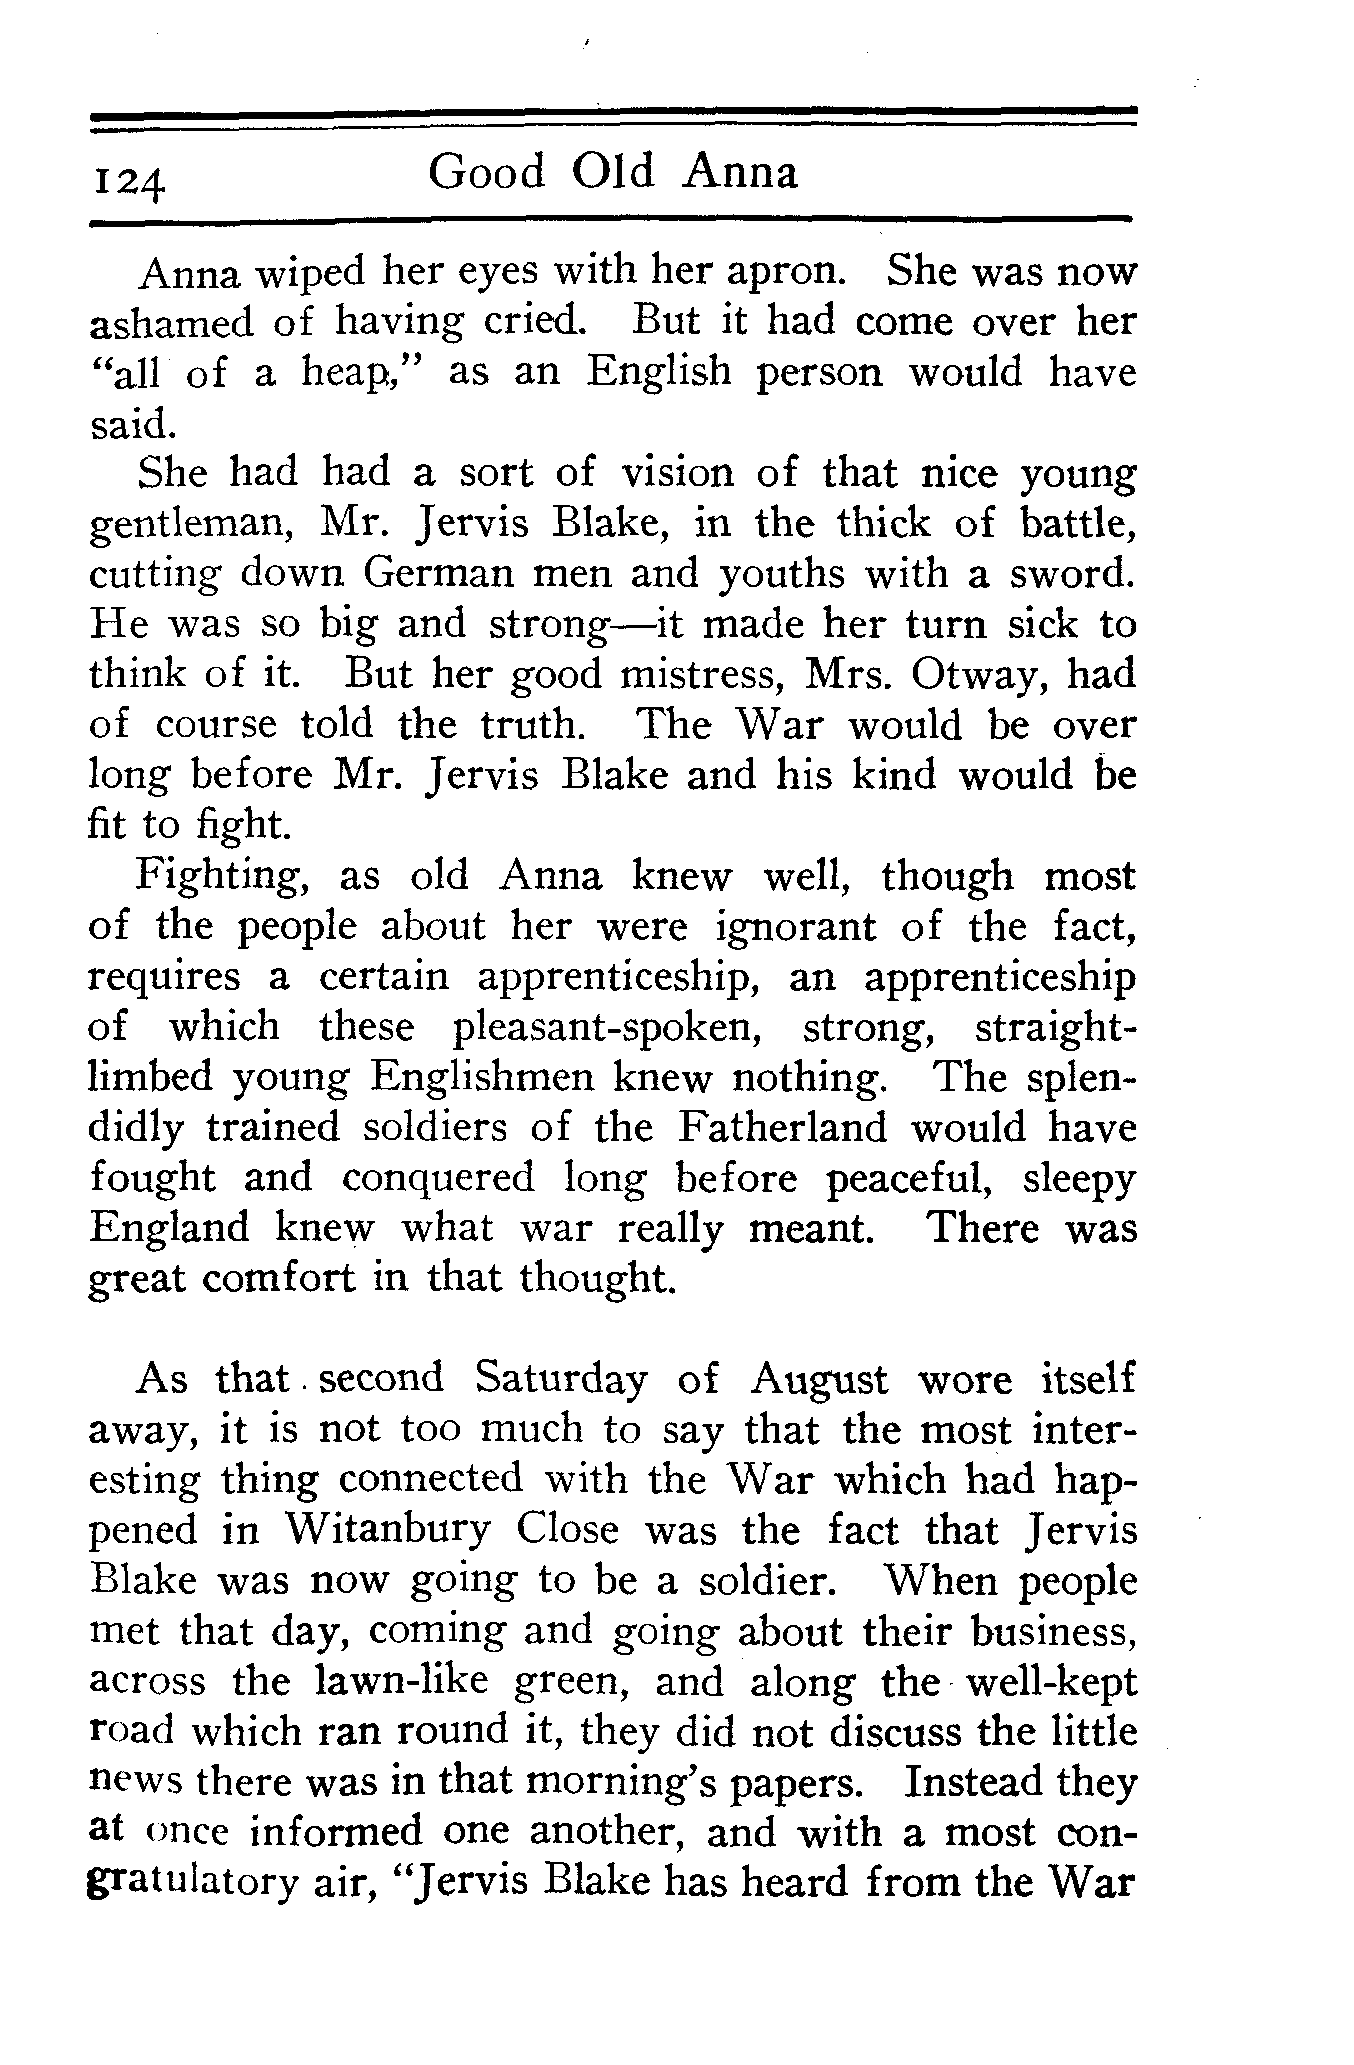 124 Good Old Anna
Anna wiped her eyes with her apron. She was now
ashamed of having cried. But it had come over her
“all of a heap,” as an English person would have
said.
She had had a sort of vision of that nice young
gentleman, Mr. Jervis Blake, in the thick of battle,
cutting down German men and youths with a sword.
He was so big and strong—it made her turn sick to
think of it. But her good mistress, Mrs. Otway, had
of course told the truth. The War would be over
long before Mr. Jervis Blake and his kind would be
fit to fight.
Fighting, as old Anna knew well, though most
of the people about her were ignorant of the fact,
requires a certain apprenticeship, an apprenticeship
of which these pleasant-spoken, strong, straight-
limbed young Englishmen knew nothing. The splen-
didly trained soldiers of the Fatherland would have
fought and conquered long before peaceful, sleepy
England knew what war really meant. There was
great comfort in that thought.
As that second Saturday of August wore itself
away, it is not too much to say that the most inter-
esting thing connected with the War which had hap-
pened in Witanbury Close was the fact that Jervis
Blake was now going to be a soldier. When people
met that day, coming and going about their business,
across the lawn-like green, and along the well-kept
road which ran round it, they did not discuss the little
news there was in that morning’s papers. Instead they
at once informed one another, and with a most con-
gratulatory air, “Jervis Blake has heard from the War